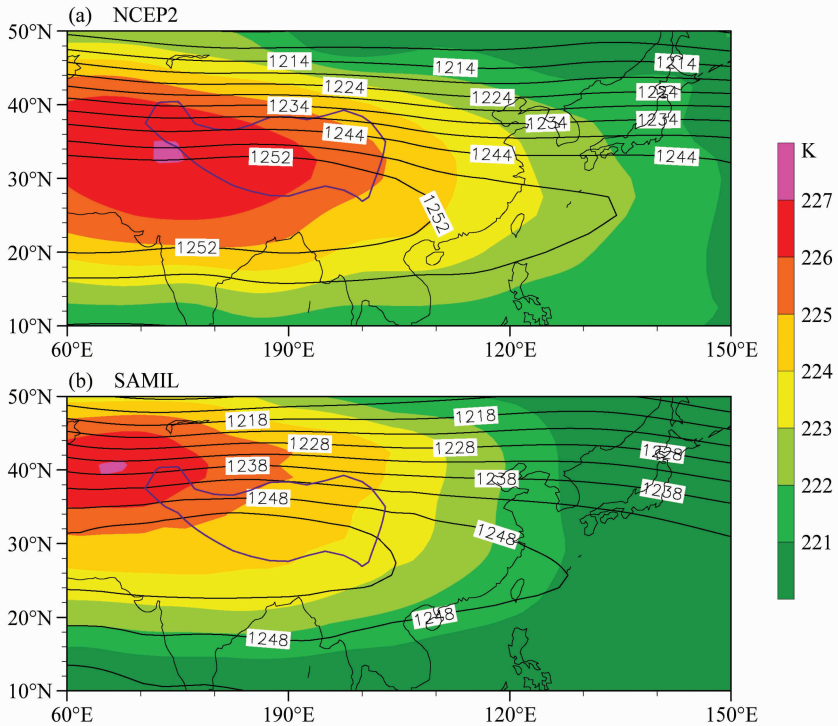 (a) NCEP2
50°N
1214
1214
1214
1224
1224
1224
40°N
1234
1234
1234
1244
1244
1244
1252
30°N
1252
20°N
1252
10°N
60°E
190°E
120°E
150°E
K
227
226
225
224
223
222
221
(b) SAMIL
50°N
1218
1218
1228
1228
1228
40°N
1238
1238
1238
1248
1248
30°N
20°N
1248
1248
10°N
60°E
190°E
120°E
150°E